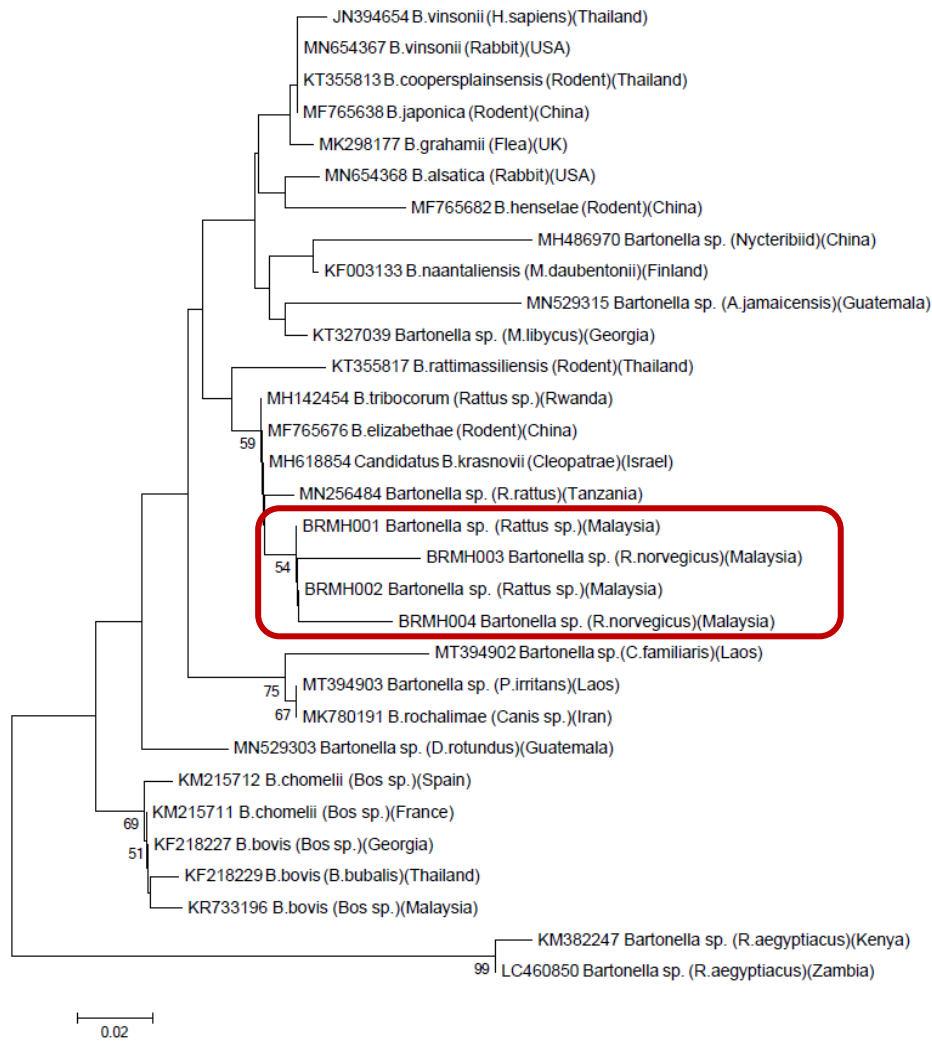 JN394654 B.vinsonii (H.sapiens)(Thailand)
MN654367 B.vinsonii (Rabbit)(USA)
KT355813 B.coopersplainsensis (Rodent)(Thailand)
MF765638 B.japonica (Rodent)(China)
MK298177 B.grahamii (Flea)(UK)
MN654368 B.alsatica (Rabbit)(USA)
MF765682 B.henselae (Rodent)(China)
MH486970 Bartonella sp. (Nycteribiid)(China)
KF003133 B.naantaliensis (M.daubentonii)(Finland)
MN529315 Bartonella sp. (A.jamaicensis)(Guatemala)
KT327039 Bartonella sp. (M.libycus)(Georgia)
KT355817 B.rattimassiliensis (Rodent)(Thailand)
MH142454 B.tribocorum (Rattus sp.)(Rwanda)
MF765676 B.elizabethae (Rodent)(China)
59
MH618854 Candidatus B.krasnovii (Cleopatrae)(Israel)
MN256484 Bartonella sp. (R.rattus)(Tanzania)
BRMH001 Bartonella sp. (Rattus sp.)(Malaysia)
BRMH003 Bartonella sp. (R.norvegicus)(Malaysia)
54
BRMH002 Bartonella sp. (Rattus sp.)(Malaysia)
BRMH004 Bartonella sp. (R.norvegicus)(Malaysia)
MT394902 Bartonella sp.(C.familiaris)(Laos)
75 MT394903 Bartonella sp. (P.irritans)(Laos)
67 MK780191 B.rochalimae (Canis sp.)(Iran)
MN529303 Bartonella sp. (D.rotundus)(Guatemala)
KM215712 B.chomelii (Bos sp.)(Spain)
KM215711 B.chomelii (Bos sp.)(France)
69
51 KF218227 B.bovis (Bos sp.)(Georgia)
KF218229 B.bovis (B.bubalis)(Thailand)
KR733196 B.bovis (Bos sp.)(Malaysia)
KM382247 Bartonella sp. (R.aegyptiacus)(Kenya)
99 LC460850 Bartonella sp. (R.aegyptiacus)(Zambia)
0.02